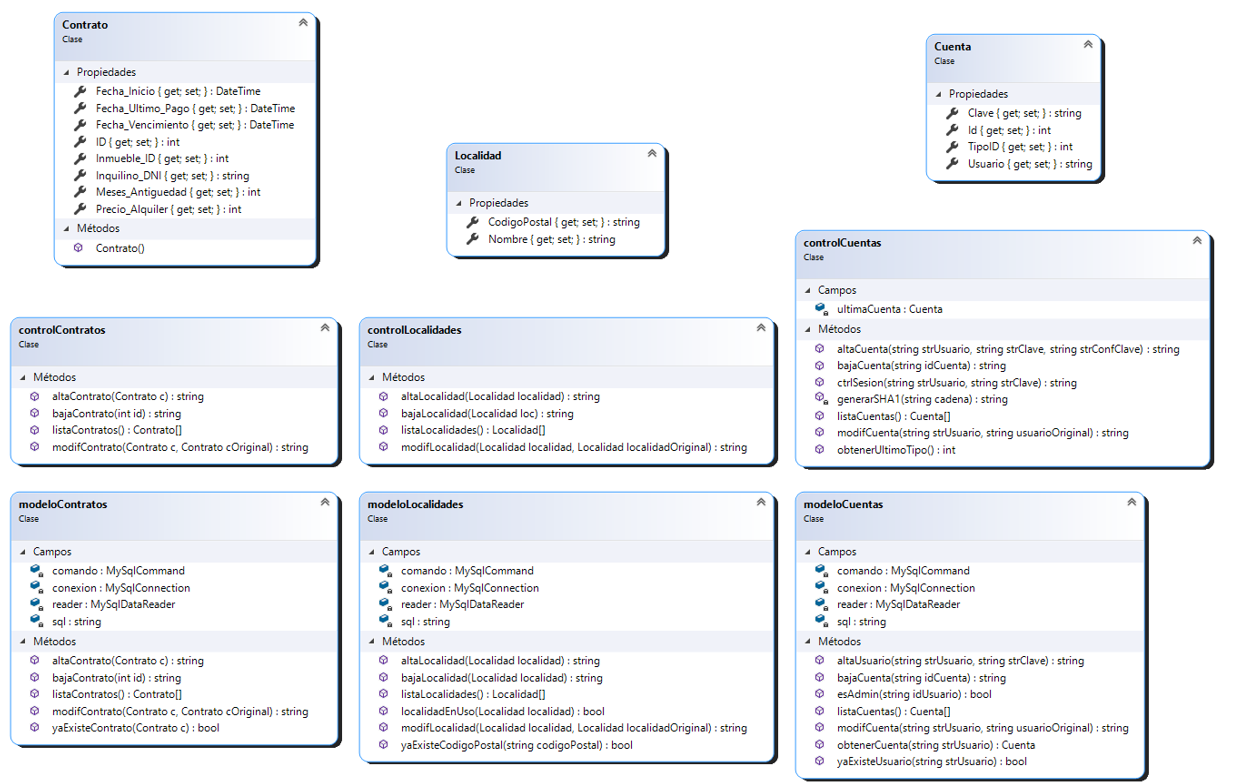 Contrato
Clase
Propiedades
Fecha_Inicio { get; set; } : DateTime
Fecha_Ultimo_Pago { get; set; } : DateTime
Fecha_Vencimiento { get; set; } : DateTime
ID { get; set; } : int
Inmueble_ID { get; set; } : int
Inquilino_DNI { get; set; } : string
Meses_Antiguedad { get; set; } : int
Precio_Alquiler { get; set; } : int
Métodos
Contrato()
Localidad
Clase
Propiedades
CodigoPostal { get; set; } : string
Nombre { get; set; } : string
Cuenta
Clase
Propiedades
Clave { get; set; } : string
Id { get; set; } : int
TipoID { get; set; } : int
Usuario { get; set; } : string
controlContratos
Clase
Métodos
altaContrato(Contrato c) : string
bajaContrato(int id) : string
listaContratos() : Contrato[]
modifContrato(Contrato c, Contrato cOriginal) : string
controlLocalidades
Clase
Métodos
altaLocalidad(Localidad localidad) : string
bajaLocalidad(Localidad loc) : string
listaLocalidades() : Localidad[]
modifLocalidad(Localidad localidad, Localidad localidadOriginal) : string
controlCuentas
Clase
Campos
ultimaCuenta : Cuenta
Métodos
altaCuenta(string strUsuario, string strClave, string strConfClave) : string
bajaCuenta(string idCuenta) : string
ctrlSesion(string strUsuario, string strClave) : string
generarSHA1(string cadena) : string
listaCuentas() : Cuenta[]
modifCuenta(string strUsuario, string usuarioOriginal) : string
obtenerUltimoTipo() : int
modeloContratos
Clase
Campos
comando : MySqlCommand
conexion : MySqlConnection
reader : MySqlDataReader
sql : string
Métodos
altaContrato(Contrato c) : string
bajaContrato(int id) : string
listaContratos() : Contrato[]
modifContrato(Contrato c, Contrato cOriginal) : string
yaExisteContrato(Contrato c) : bool
modeloLocalidades
Clase
Campos
comando : MySqlCommand
conexion : MySqlConnection
reader : MySqlDataReader
sql : string
Métodos
altaLocalidad(Localidad localidad) : string
bajaLocalidad(Localidad localidad) : string
listaLocalidades() : Localidad[]
localidadEnUso(Localidad localidad) : bool
modifLocalidad(Localidad localidad, Localidad localidadOriginal) : string
yaExisteCodigoPostal(string codigoPostal) : bool
modeloCuentas
Clase
Campos
comando : MySqlCommand
conexion : MySqlConnection
reader : MySqlDataReader
sql : string
Métodos
altaUsuario(string strUsuario, string strClave) : string
bajaCuenta(string idCuenta) : string
esAdmin(string idUsuario) : bool
listaCuentas() : Cuenta[]
modifCuenta(string strUsuario, string usuarioOriginal) : string
obtenerCuenta(string strUsuario) : Cuenta
yaExisteUsuario(string strUsuario) : bool